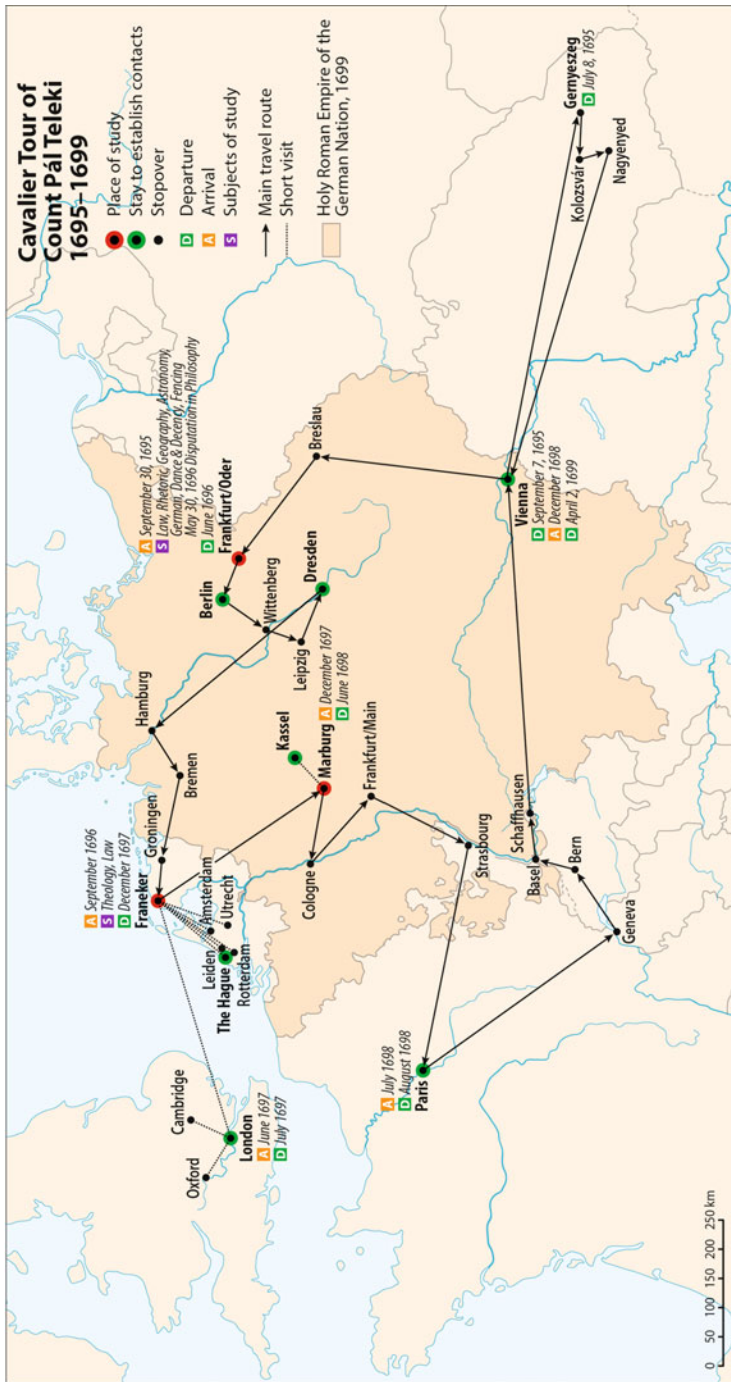 Cavalier Tour of
Count Pál Teleki
1695–1699
Place of study
Stay to establish contacts
Stopover
D Departure
A Arrival
S Subjects of study
Main travel route
Short visit
Holy Roman Empire of the
German Nation, 1699
Oxford
Cambridge
London
A June 1697
D July 1697
A September 1696
S Theology, Law
D December 1697
Franeker
Groningen
Bremen
Hamburg
Amsterdam
Utrecht
Leiden
The Hague
Rotterdam
A September 30, 1695
S Law, Rhetoric, Geography, Astronomy,
German, Dance & Decency, Fencing
May 30, 1696 Disputation in Philosophy
D June 1696
Frankfurt/Oder
Berlin
Wittenberg
Leipzig
Dresden
Breslau
Kassel
Marburg
A December 1697
D June 1698
Cologne
Frankfurt/Main
A July 1698
D August 1698
Paris
Strasbourg
Schaffhausen
Basel
Bern
Geneva
Vienna
D September 7, 1695
A December 1698
D April 2, 1699
Gernyeszeg
D July 8, 1695
Kolozsvár
Nagyenyed
0 50 100 150 200 250 km